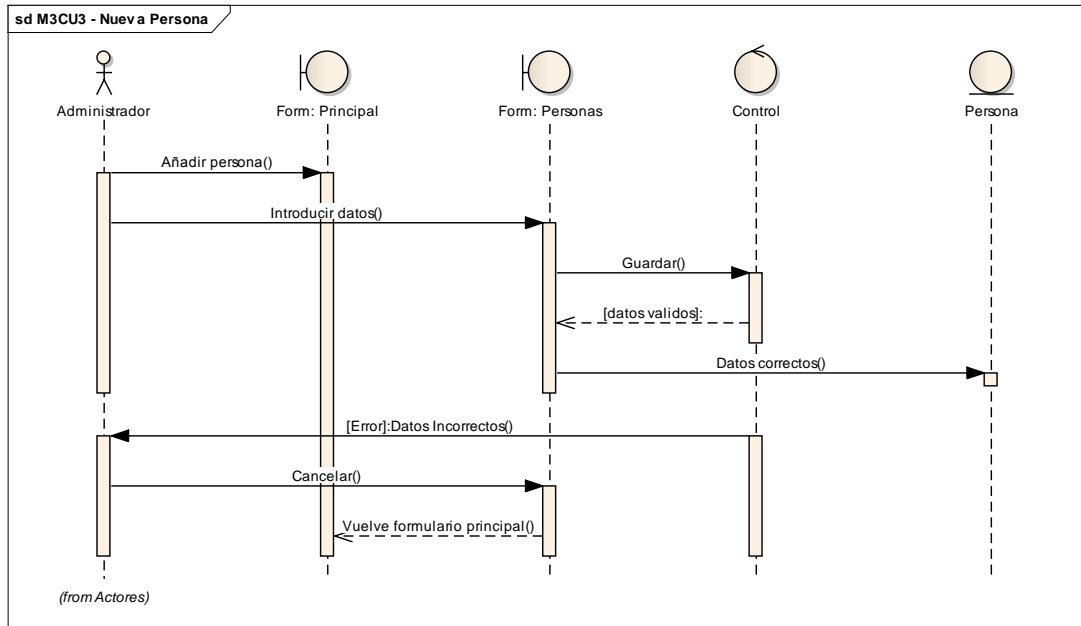 sd M3CU3 - Nueva Persona
Administrador
Form: Principal
Form: Personas
Control
Persona
Añadir persona()
Introducir datos()
Guardar()
[datos validos]:
Datos correctos()
[Error]:Datos Incorrectos()
Cancelar()
Vuelve formulario principal()
(from Actores)